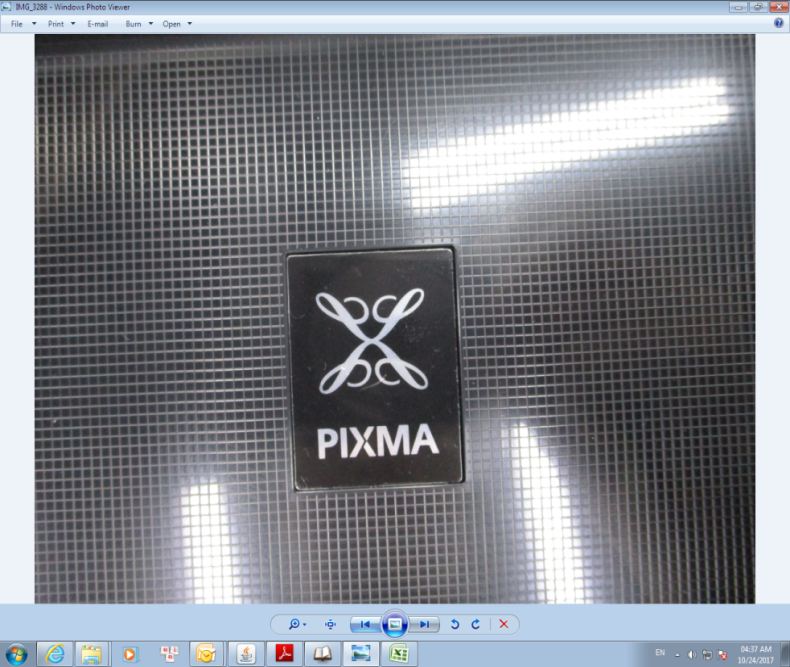 IMG_3288 - Windows Photo Viewer
File Print E-mail Burn Open
PIXMA
EN
04:37 AM
10/24/2017